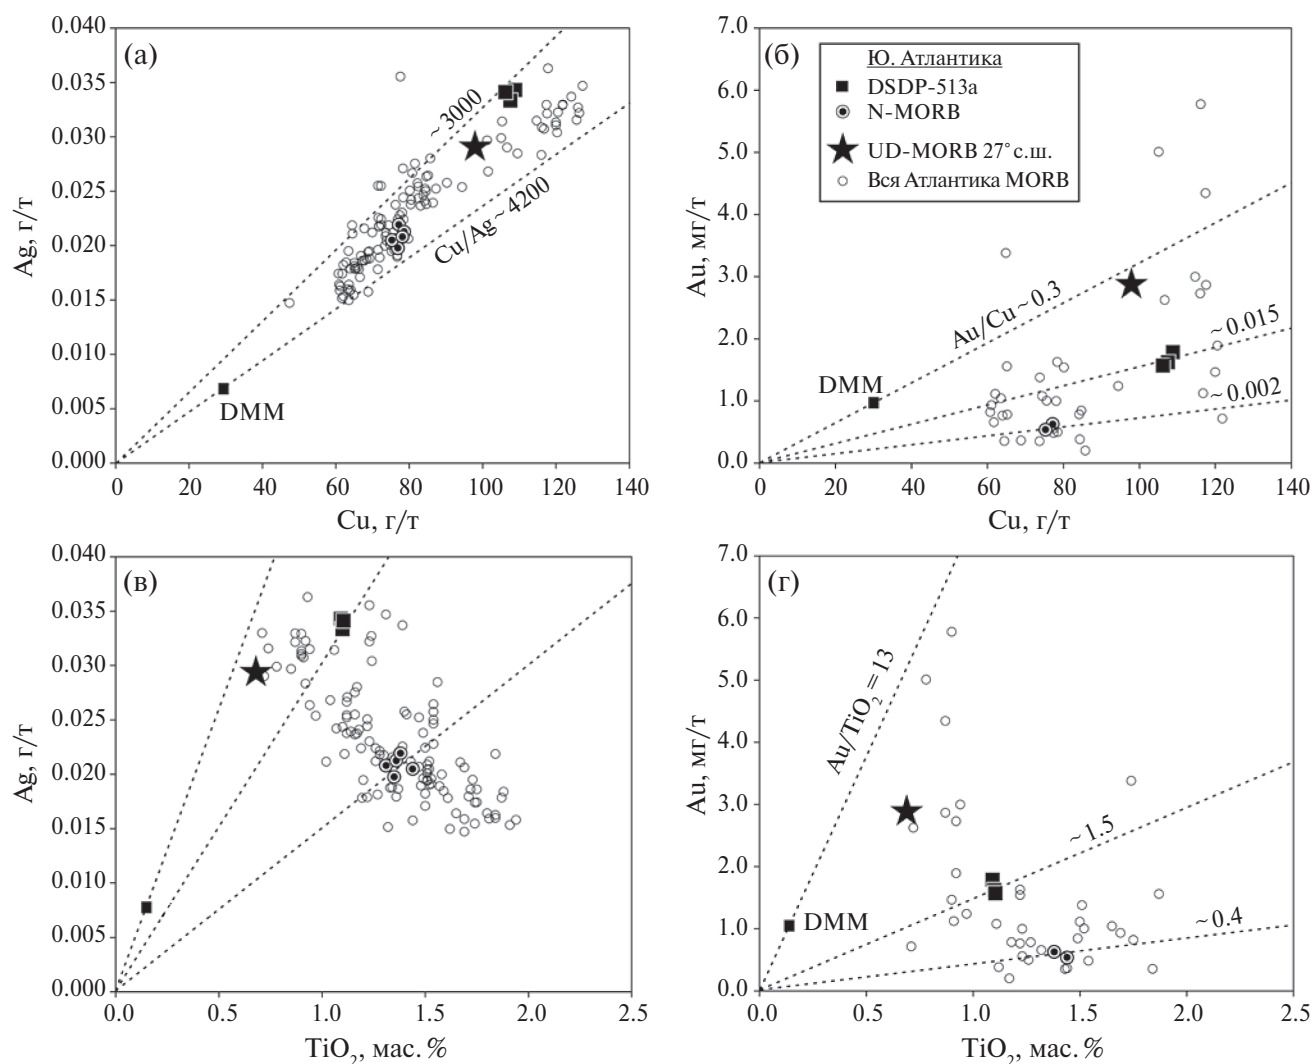 (а)
0.040
0.035
0.030
0.025
0.020
0.015
0.010
0.005
0.000
Ag, г/т
~3000
Cu/Ag ~ 4200
DMM
0 20 40 60 80 100 120 140
Cu, г/т
(б)
7.0
6.0
5.0
4.0
3.0
2.0
1.0
0.0
Au, мг/т
Ю. Атлантика
DSDP-513a
N-MORB
UD-MORB 27° с.ш.
Вся Атлантика MORB
Au/Cu ~ 0.3
~0.015
~0.002
DMM
0 20 40 60 80 100 120 140
Cu, г/т
(в)
0.040
0.035
0.030
0.025
0.020
0.015
0.010
0.005
0.000
Ag, г/т
0.0 0.5 1.0 1.5 2.0 2.5
TiO₂, мас. %
(г)
7.0
6.0
5.0
4.0
3.0
2.0
1.0
0.0
Au, мг/т
Au/TiO₂ = 13
~1.5
~0.4
DMM
0.0 0.5 1.0 1.5 2.0 2.5
TiO₂, мас. %